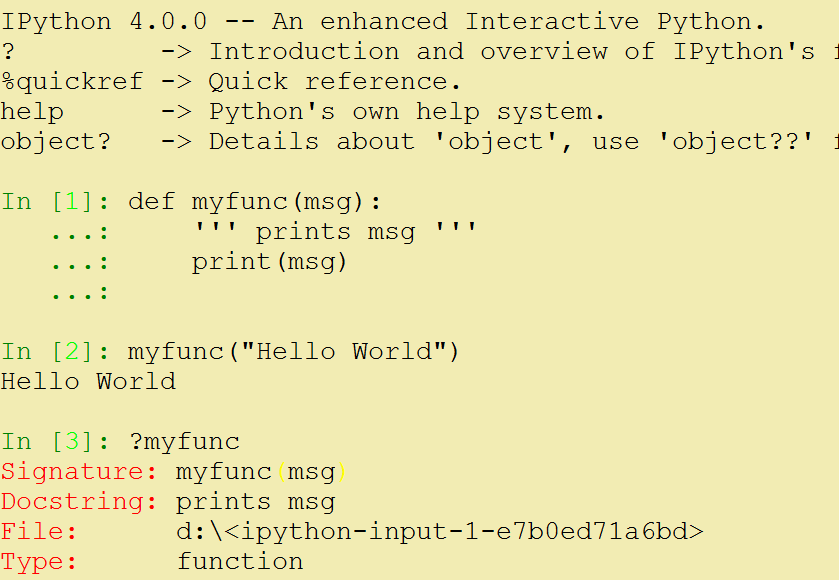 IPython 4.0.0 -- An enhanced Interactive Python.
?         -> Introduction and overview of IPython's
%quickref -> Quick reference.
help      -> Python's own help system.
object?   -> Details about 'object', use 'object??'
In [1]: def myfunc(msg):
   ...:     ''' prints msg '''
   ...:     print(msg)
   ...:
In [2]: myfunc("Hello World")
Hello World
In [3]: ?myfunc
Signature: myfunc(msg)
Docstring: prints msg
File:      d:\<ipython-input-1-e7b0ed71a6bd>
Type:      function